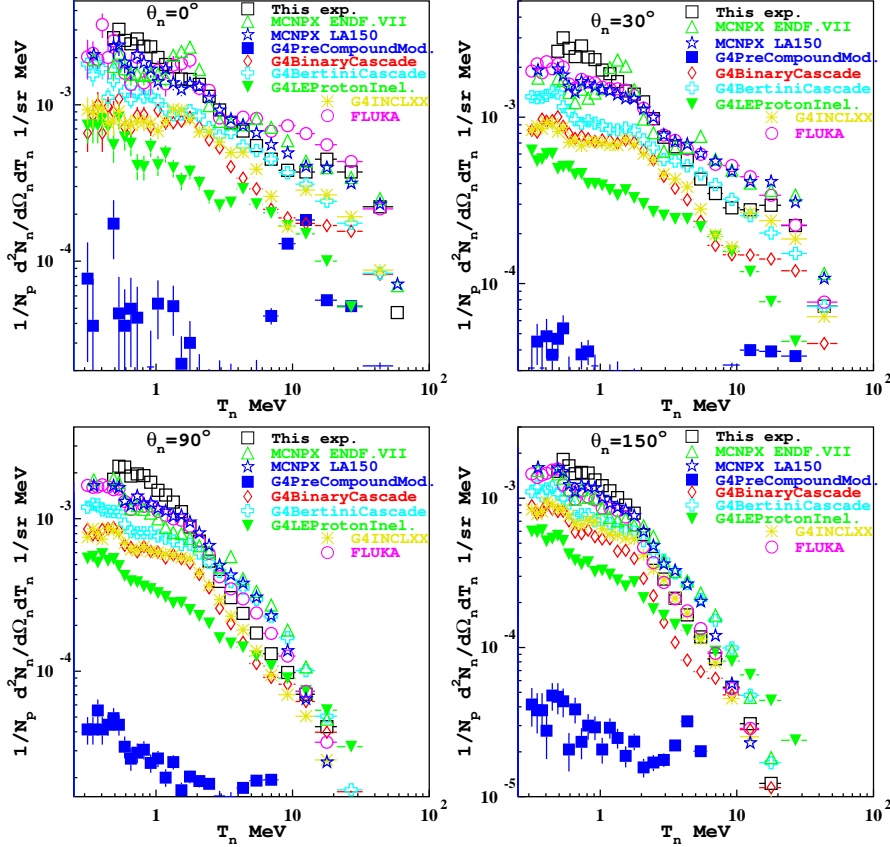 θn=0°
This exp.
MCNPX ENDF.VII
MCNPX LA150
G4PreCompoundMod.
G4BinaryCascade
G4BertiniCascade
G4LEProtonInel.
G4INCLXX
FLUKA
10-3
10-4
1/Np d2Nn/dΩndTn 1/sr MeV
1
10
102
Tn MeV
θn=30°
This exp.
MCNPX ENDF.VII
MCNPX LA150
G4PreCompoundMod.
G4BinaryCascade
G4BertiniCascade
G4LEProtonInel.
G4INCLXX
FLUKA
10-3
10-4
1/Np d2Nn/dΩndTn 1/sr MeV
1
10
102
Tn MeV
θn=90°
This exp.
MCNPX ENDF.VII
MCNPX LA150
G4PreCompoundMod.
G4BinaryCascade
G4BertiniCascade
G4LEProtonInel.
G4INCLXX
FLUKA
10-3
10-4
1/Np d2Nn/dΩndTn 1/sr MeV
1
10
102
Tn MeV
θn=150°
This exp.
MCNPX ENDF.VII
MCNPX LA150
G4PreCompoundMod.
G4BinaryCascade
G4BertiniCascade
G4LEProtonInel.
G4INCLXX
FLUKA
10-3
10-4
10-5
1/Np d2Nn/dΩndTn 1/sr MeV
1
10
102
Tn MeV